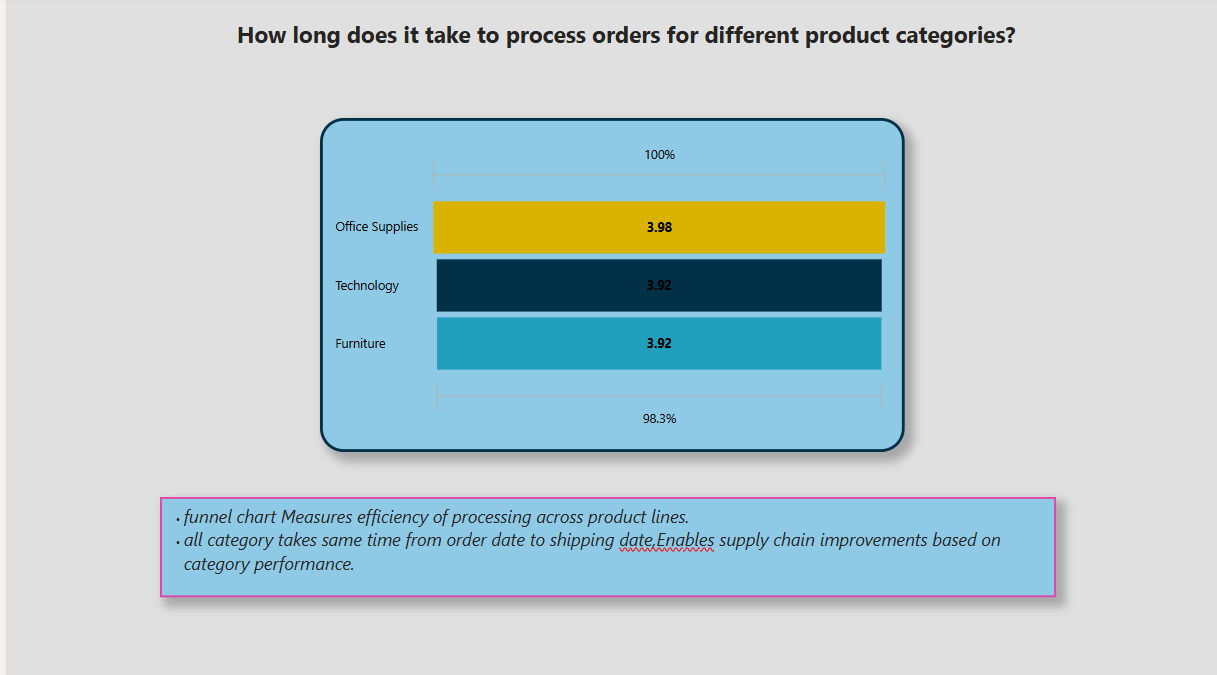 How long does it take to process orders for different product categories?
100%
Office Supplies 3.98
Technology 3.92
Furniture 3.92
98.3%
• funnel chart Measures efficiency of processing across product lines.
• all category takes same time from order date to shipping date,Enables supply chain improvements based on
category performance.